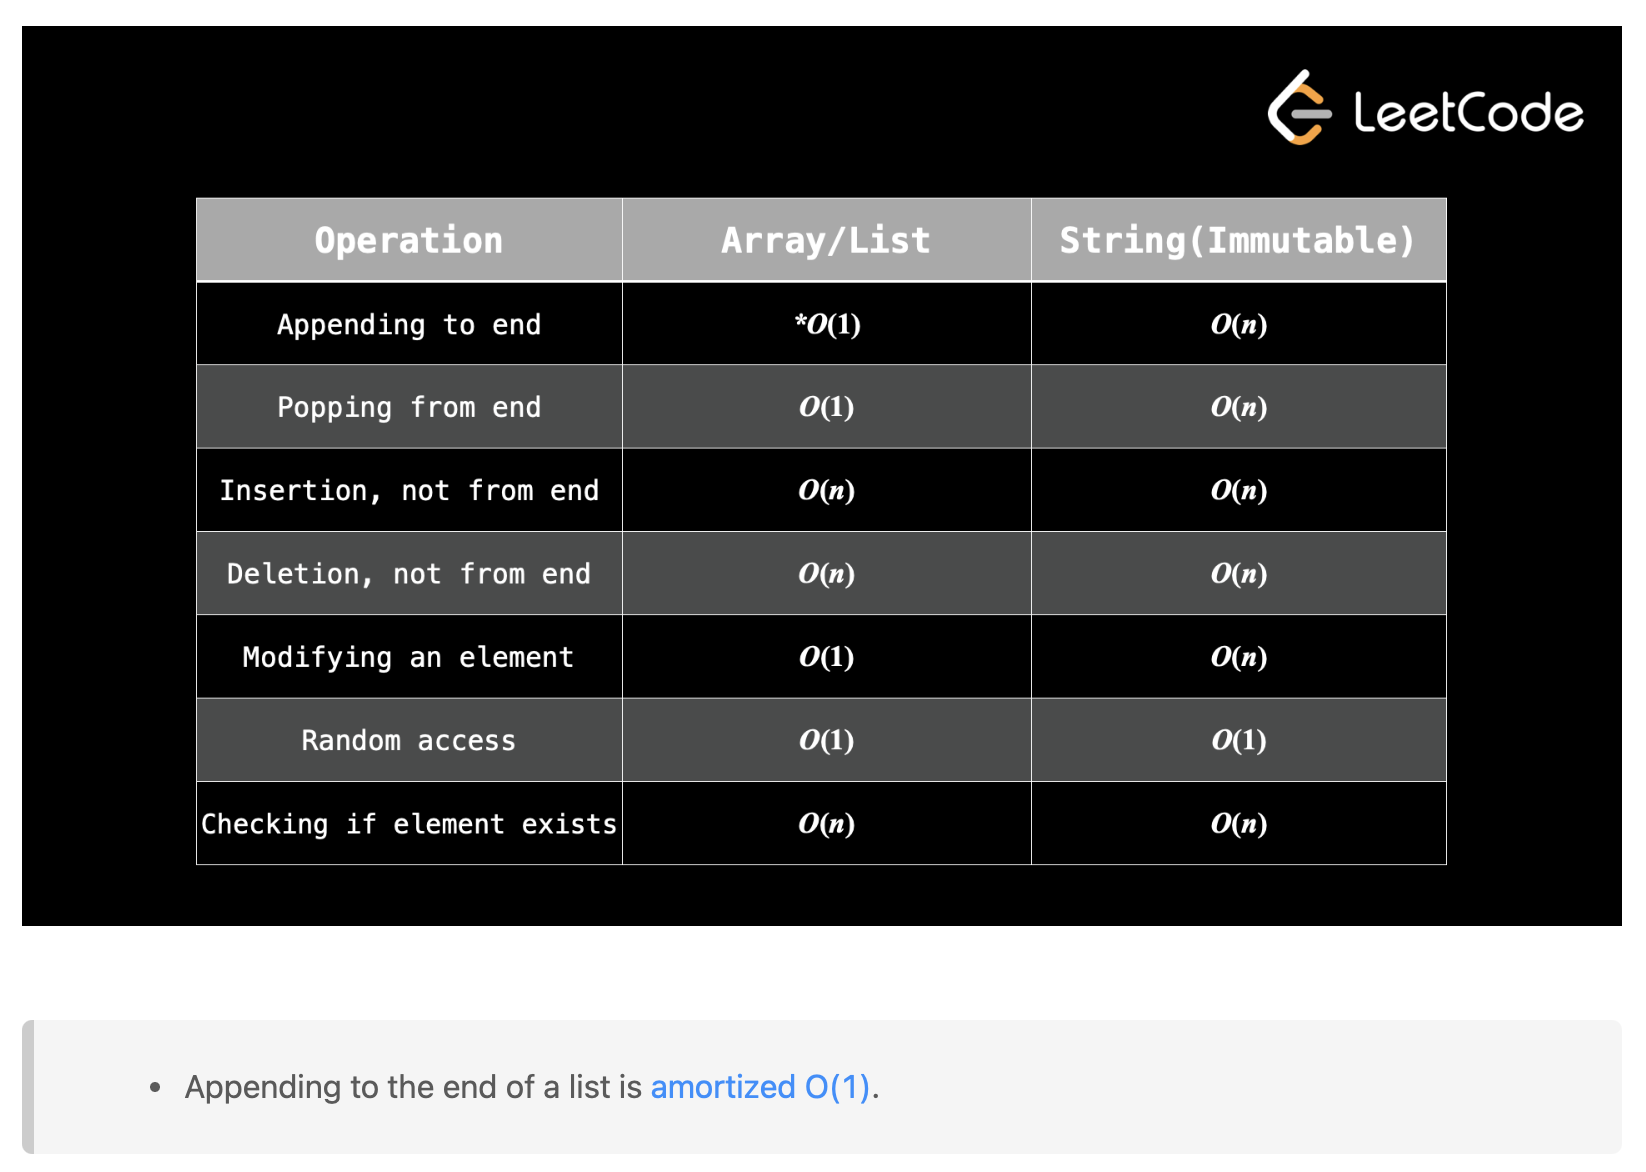 LeetCode
Operation Array/List String(Immutable)
Appending to end *O(1) O(n)
Popping from end O(1) O(n)
Insertion, not from end O(n) O(n)
Deletion, not from end O(n) O(n)
Modifying an element O(1) O(n)
Random access O(1) O(1)
Checking if element exists O(n) O(n)
• Appending to the end of a list is amortized O(1).